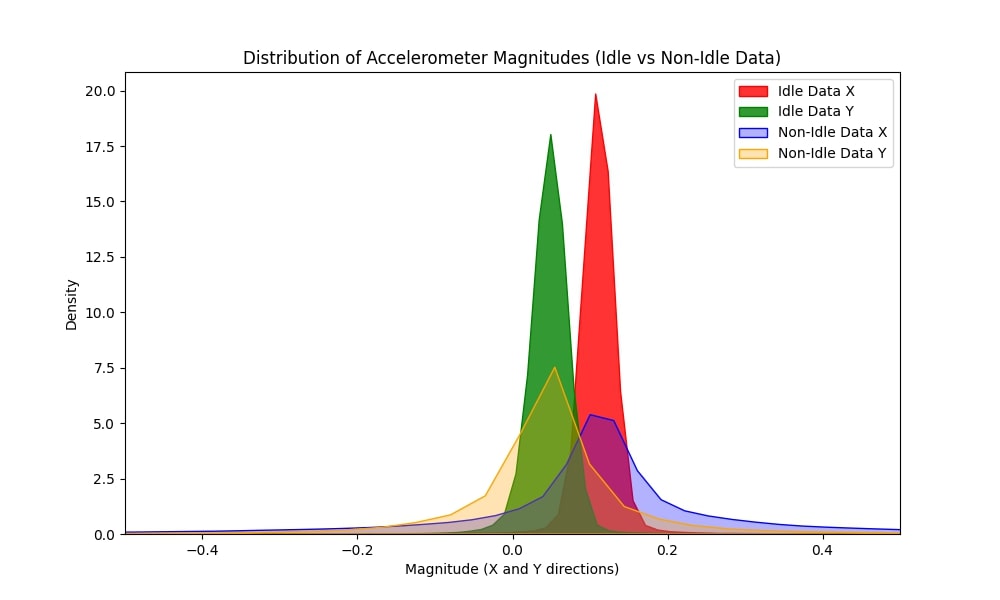 Distribution of Accelerometer Magnitudes (Idle vs Non-Idle Data)
20.0
17.5
15.0
12.5
10.0
7.5
5.0
2.5
0.0
Density
Idle Data X
Idle Data Y
Non-Idle Data X
Non-Idle Data Y
−0.4
−0.2
0.0
0.2
0.4
Magnitude (X and Y directions)